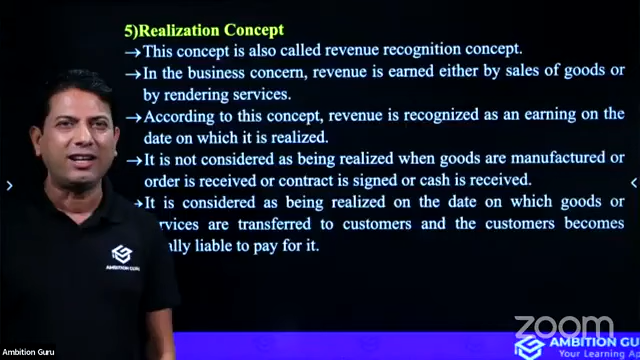 5)Realization Concept
→This concept is also called revenue recognition concept.
→In the business concern, revenue is earned either by sales of goods or
by rendering services.
→According to this concept, revenue is recognized as an earning on the
date on which it is realized.
→It is not considered as being realized when goods are manufactured or
order is received or contract is signed or cash is received.
It is considered as being realized on the date on which goods or
services are transferred to customers and the customers becomes
liable to pay for it.
AMBITION GURU
Ambition Guru
zoom
AMBITION GU
Your Learning Ap